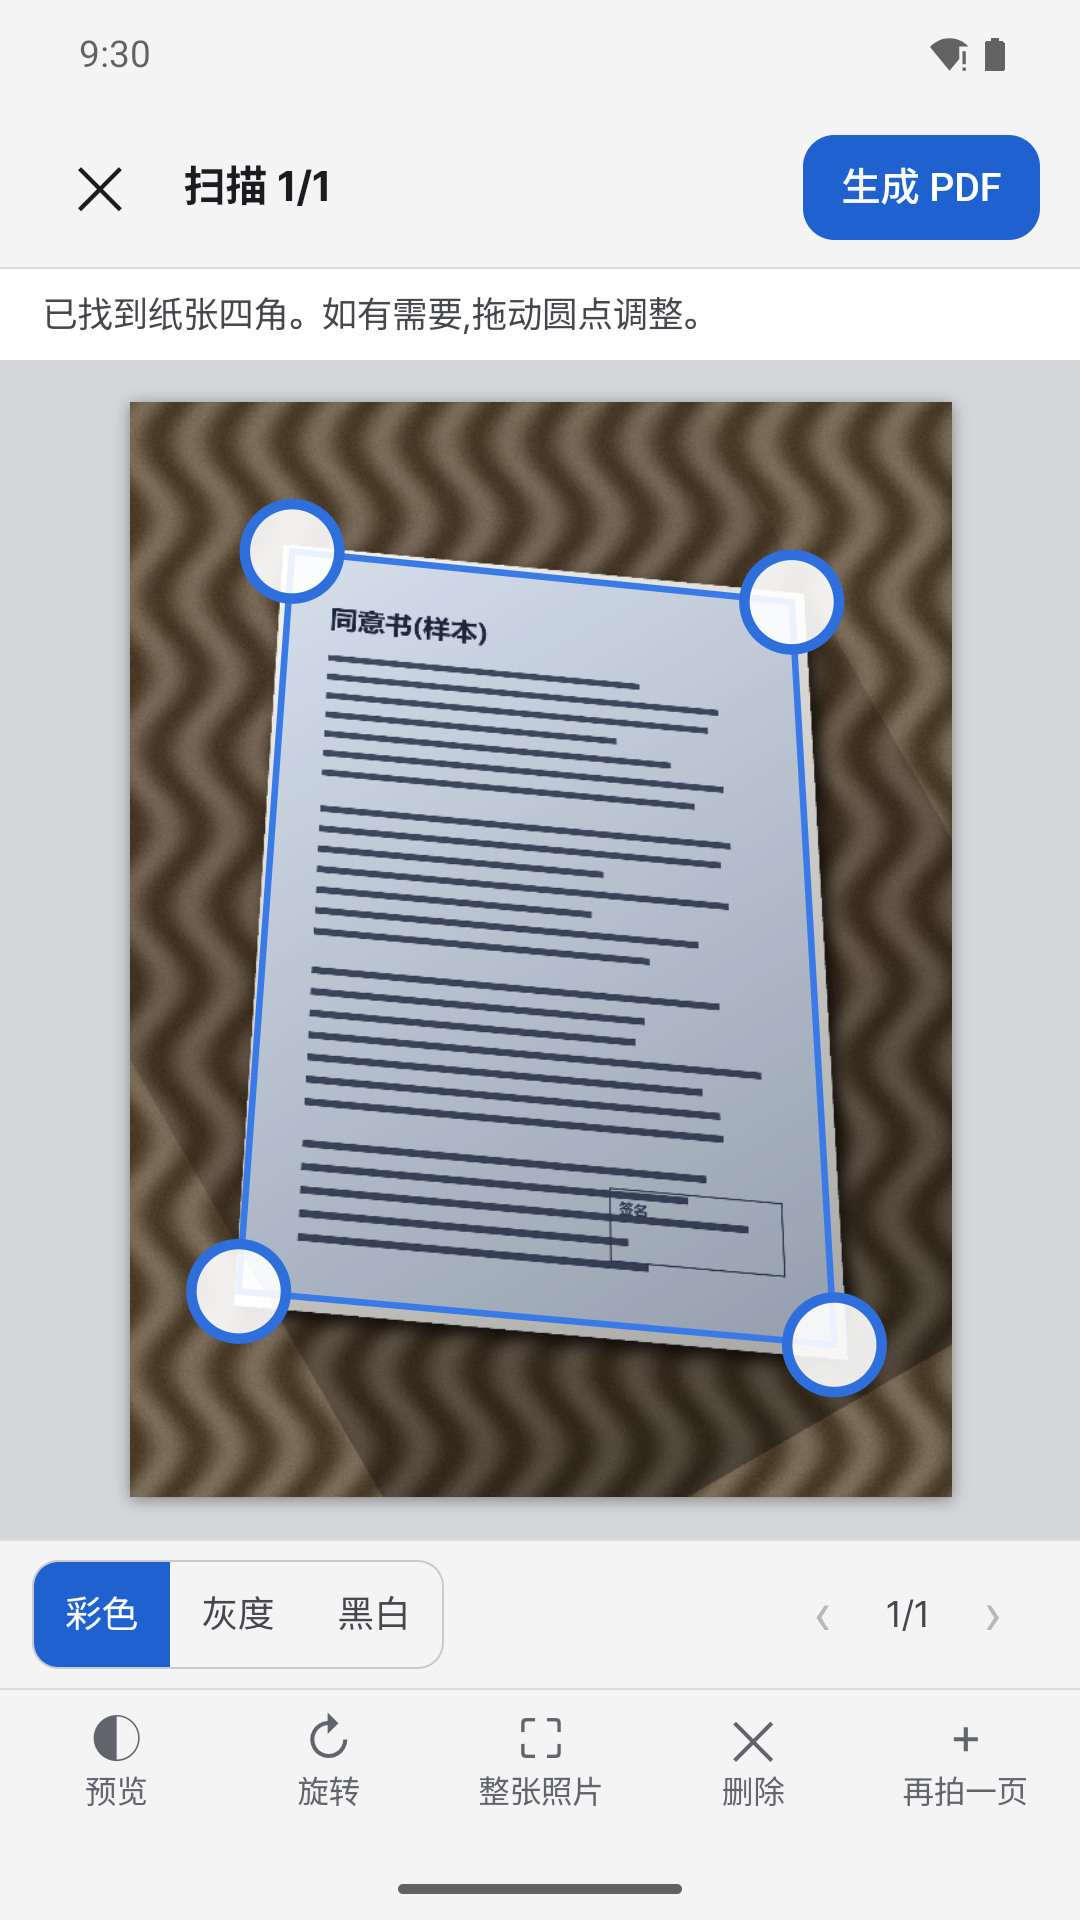 9:30
扫描 1/1
生成 PDF
已找到纸张四角。如有需要,拖动圆点调整。
同意书(样本)
签名
彩色
灰度
黑白
‹ 1/1 ›
预览
旋转
整张照片
删除
再拍一页